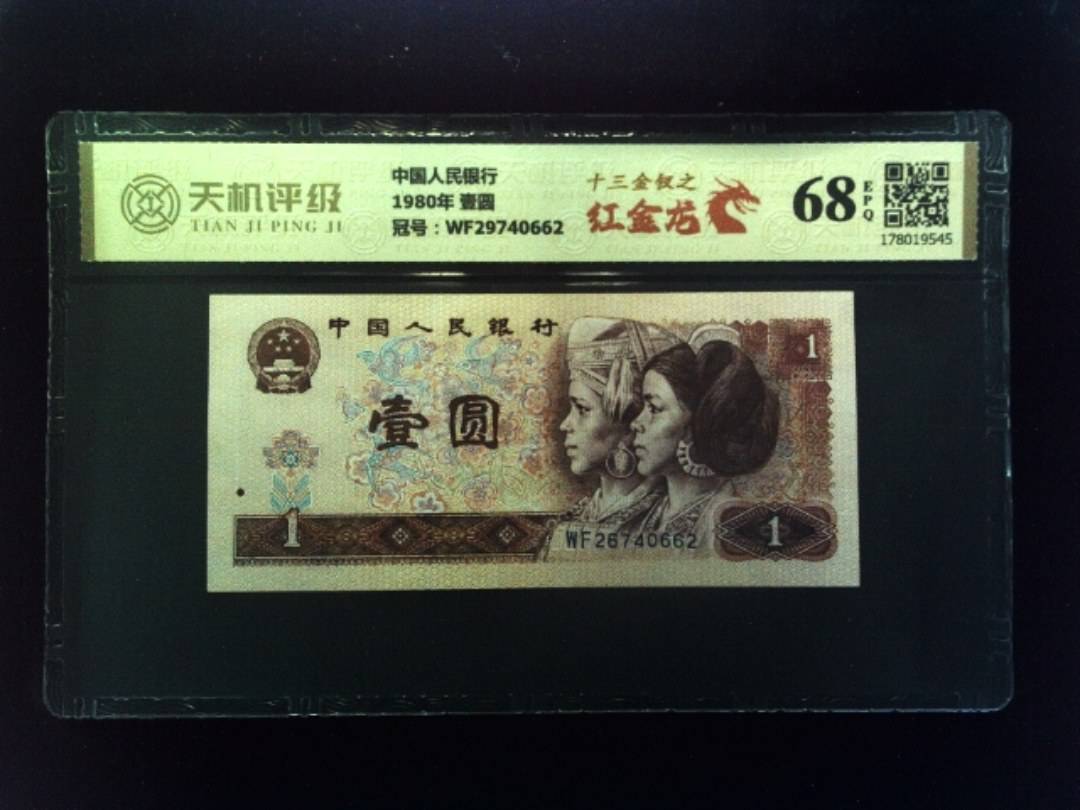 天机评级
TIAN JI PING JI
中国人民银行
1980年 壹圆
冠号：WF29740662
十三金钗之
红金龙
68
EPQ
178019545
中国人民银行
壹圆
1
1
WF26740662
1